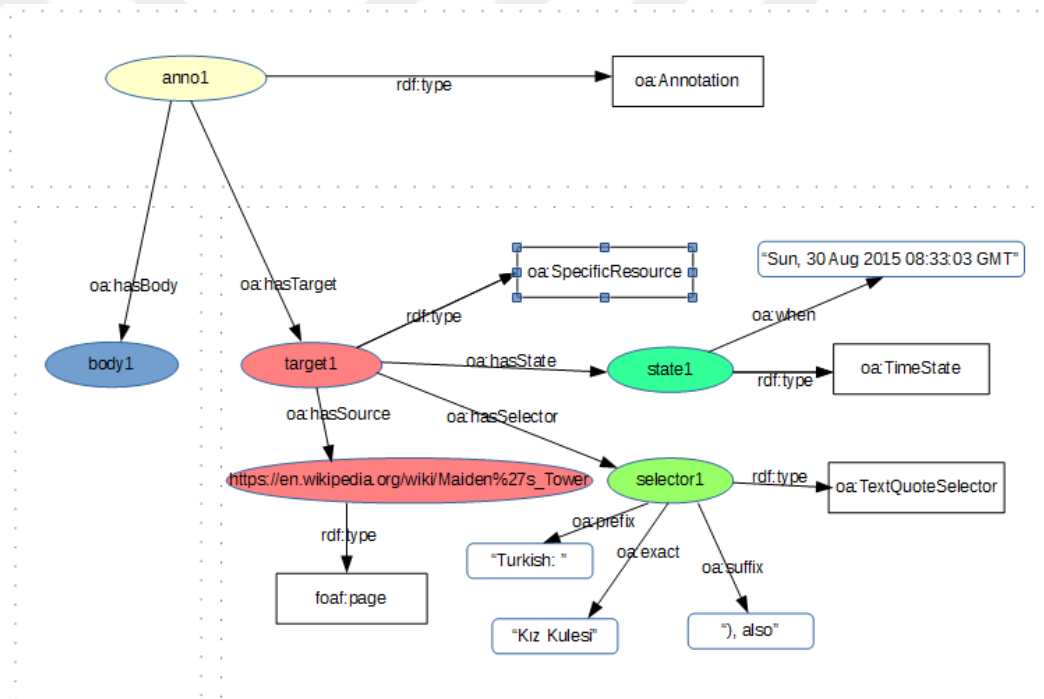 anno1
rdf:type
oa:Annotation
oa:hasBody
oa:hasTarget
oa:SpecificResource
"Sun, 30 Aug 2015 08:33:03 GMT"
rdf:type
oa:when
body1
target1
oa:hasState
state1
rdf:type
oa:TimeState
oa:hasSource
oa:hasSelector
https://en.wikipedia.org/wiki/Maiden%27s_Tower
selector1
rdf:type
oa:TextQuoteSelector
rdf:type
oa:prefix
oa:exact
oa:suffix
“Turkish: ”
foaf:page
“Kız Kulesi”
“), also”